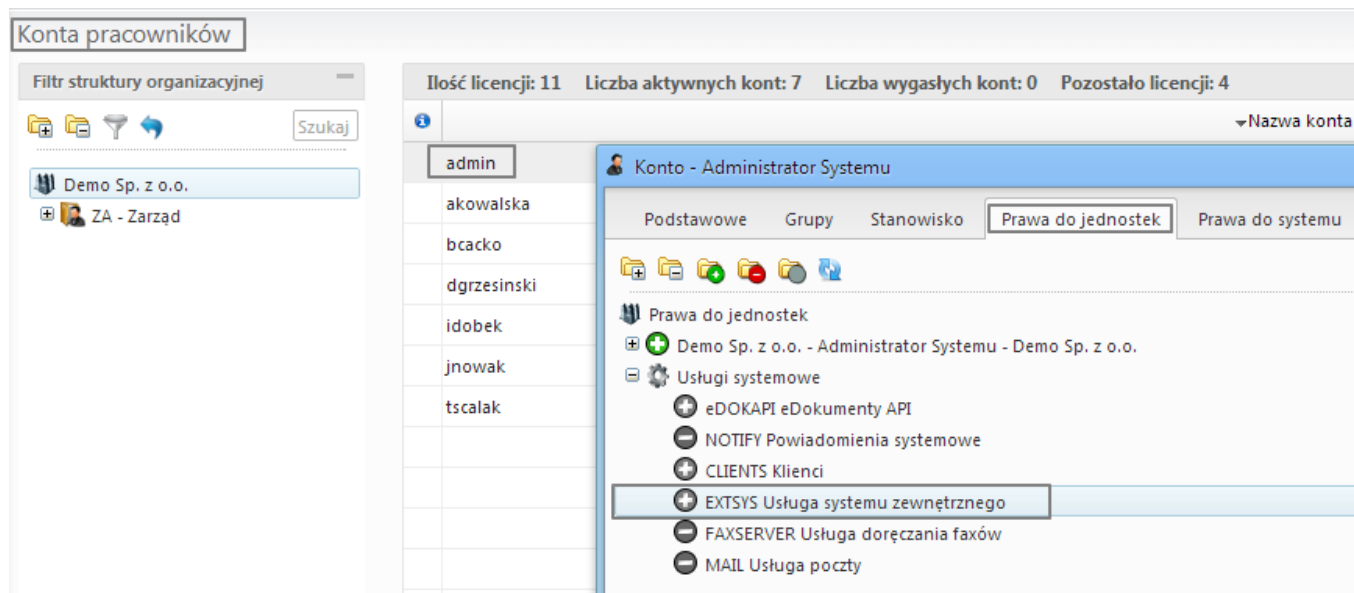 Konta pracowników
Filtr struktury organizacyjnej
Szukaj
Demo Sp. z o.o.
ZA - Zarząd
Ilość licencji: 11 Liczba aktywnych kont: 7 Liczba wygasłych kont: 0 Pozostało licencji: 4
Nazwa konta
admin
akowalska
bcacko
dgrzesinski
idobek
jnowak
tscalak
Konto - Administrator Systemu
Podstawowe Grupy Stanowisko Prawa do jednostek Prawa do systemu
Prawa do jednostek
Demo Sp. z o.o. - Administrator Systemu - Demo Sp. z o.o.
Usługi systemowe
eDOKAPI eDokumenty API
NOTIFY Powiadomienia systemowe
CLIENTS Klienci
EXTSYS Usługa systemu zewnętrznego
FAXSERVER Usługa doręczania faxów
MAIL Usługa poczty